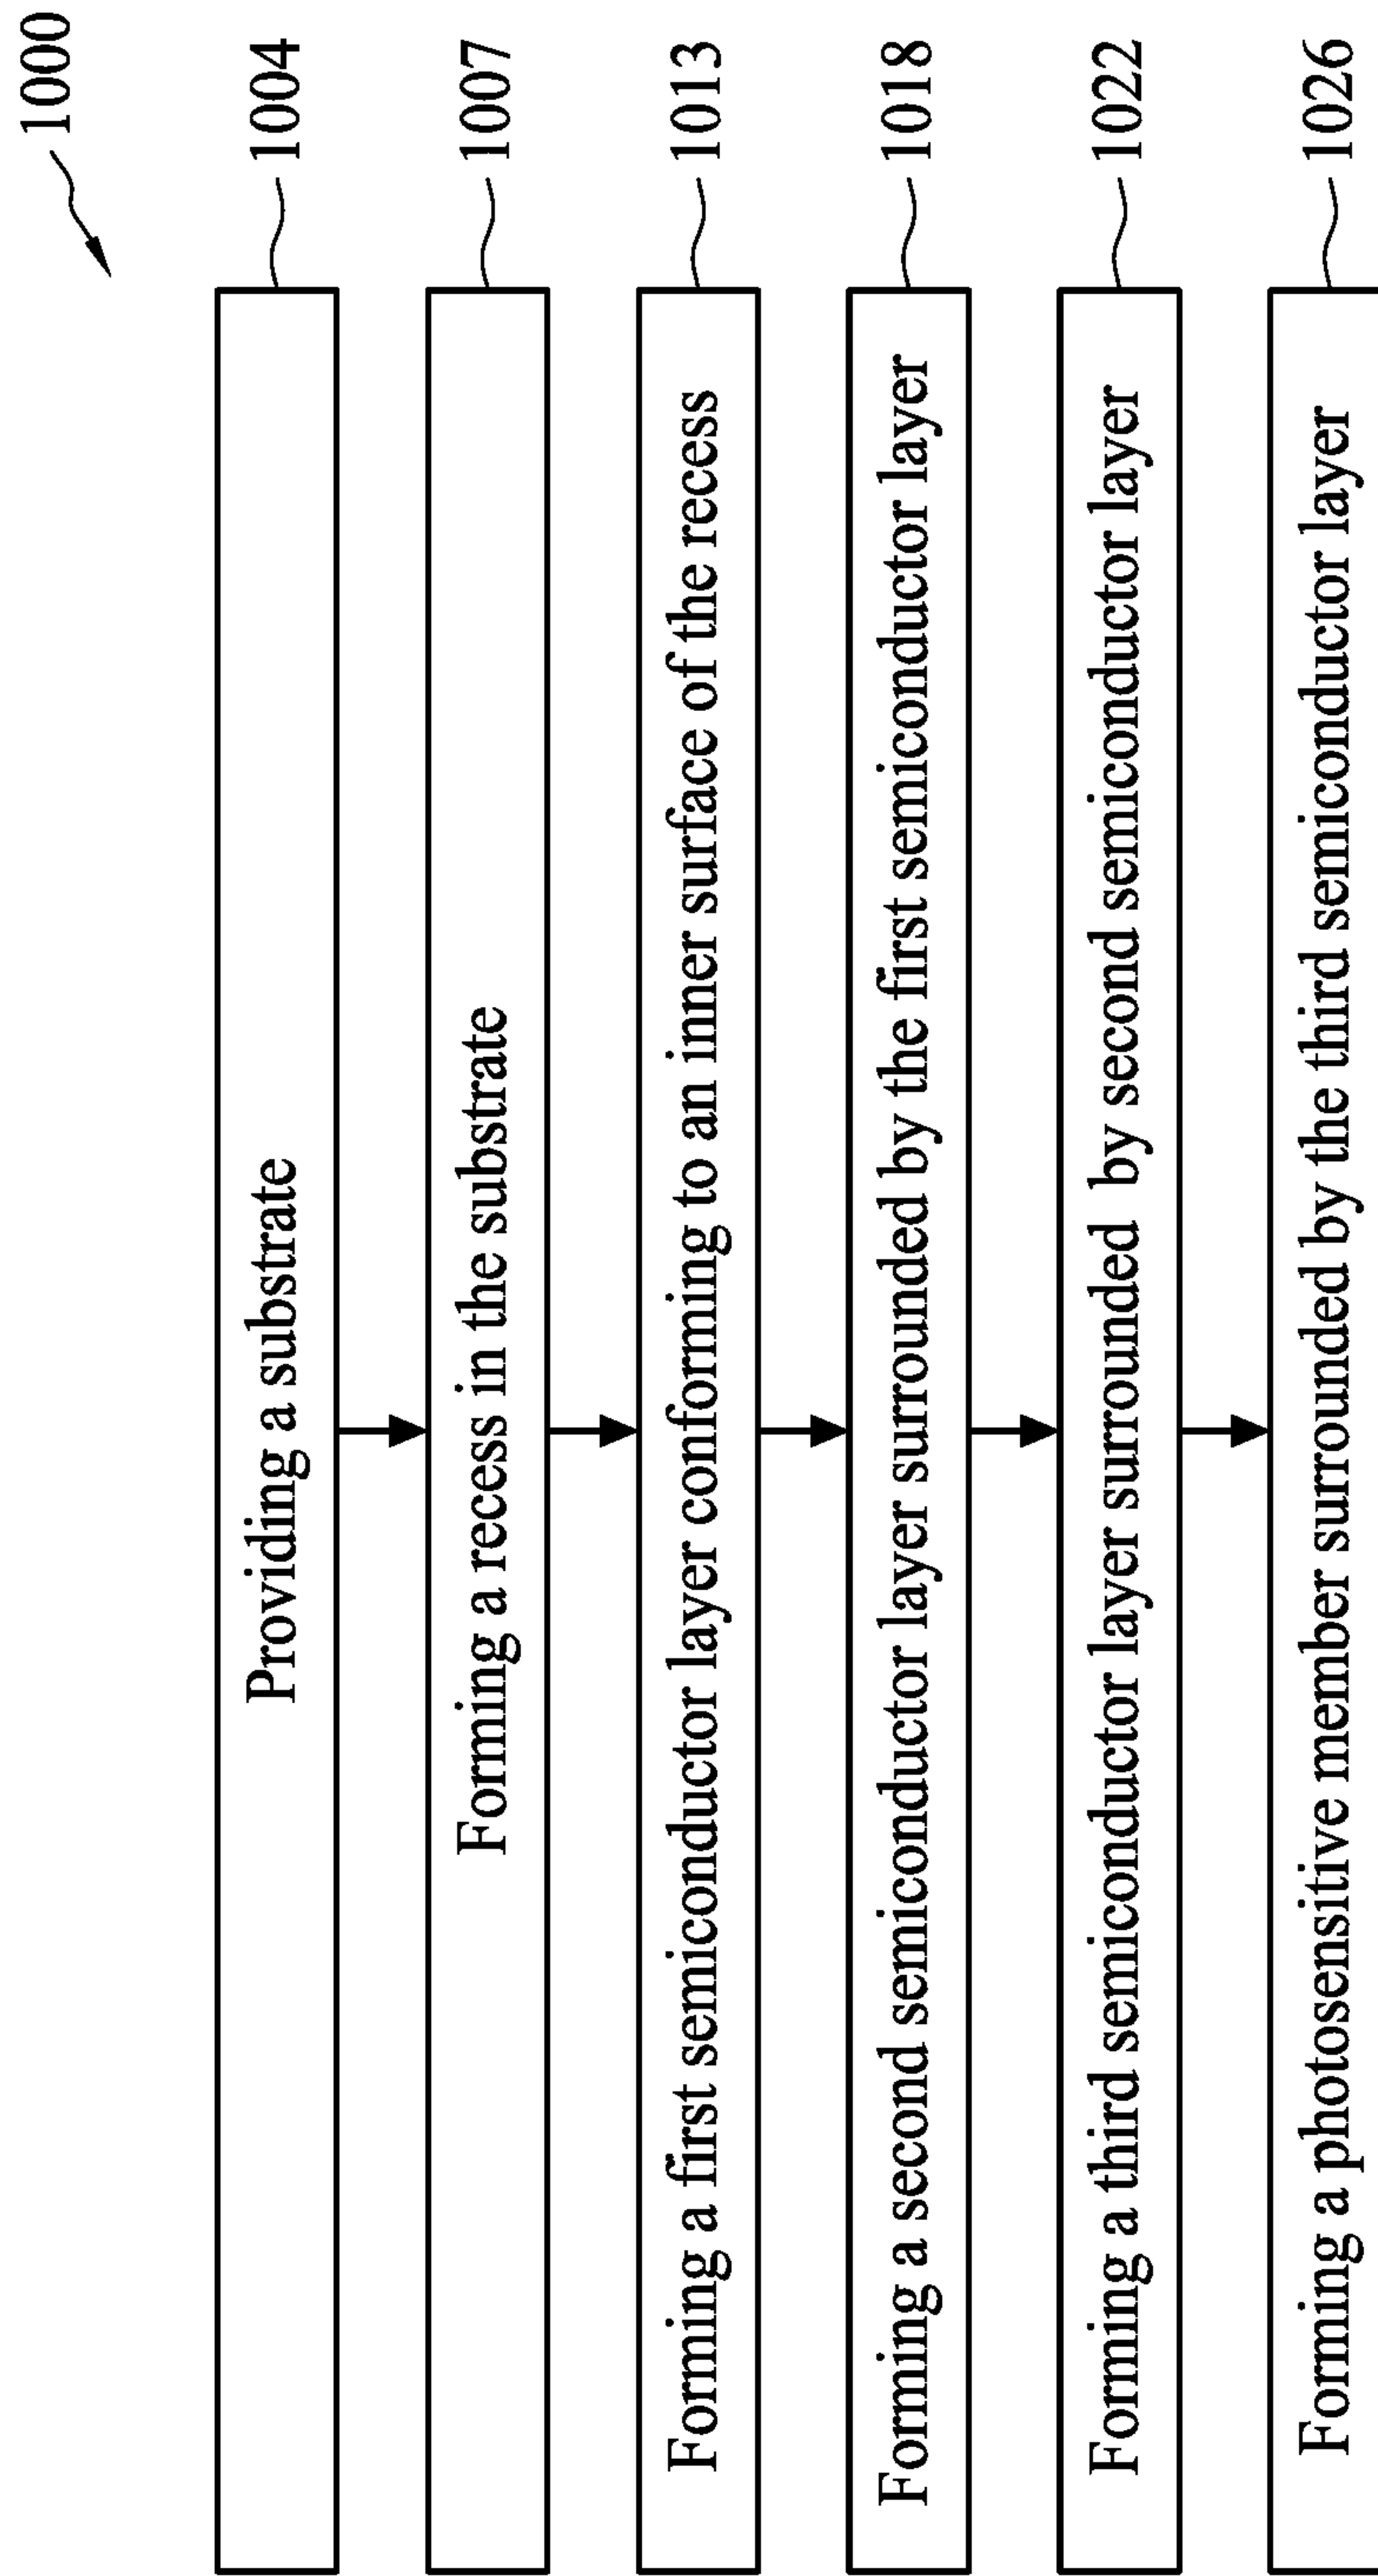 1000
Providing a substrate
1004
Forming a recess in the substrate
1007
Forming a first semiconductor layer conforming to an inner surface of the recess
1013
Forming a second semiconductor layer surrounded by the first semiconductor layer
1018
Forming a third semiconductor layer surrounded by second semiconductor layer
1022
Forming a photosensitive member surrounded by the third semiconductor layer
1026